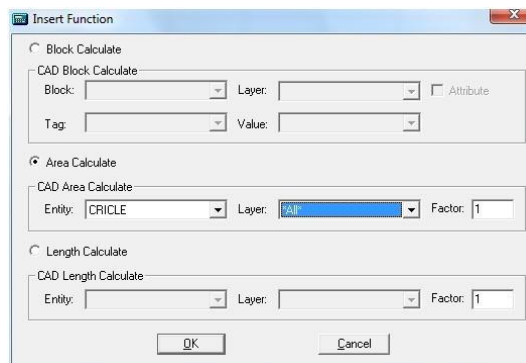 Insert Function
Block Calculate
CAD Block Calculate
Block: Layer: Attribute
Tag: Value:
Area Calculate
CAD Area Calculate
Entity: CRICLE Layer: *All* Factor: 1
Length Calculate
CAD Length Calculate
Entity: Layer: Factor: 1
OK Cancel